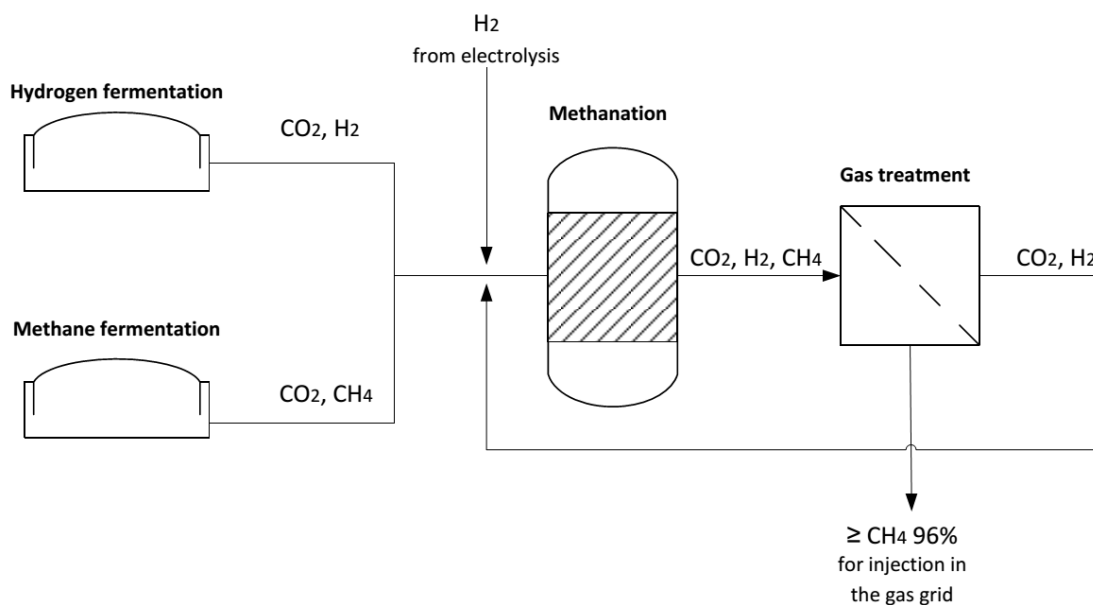 H2
from electrolysis
Hydrogen fermentation
CO2, H2
Methanation
Gas treatment
CO2, H2, CH4
CO2, H2
Methane fermentation
CO2, CH4
≥ CH4 96%
for injection in
the gas grid